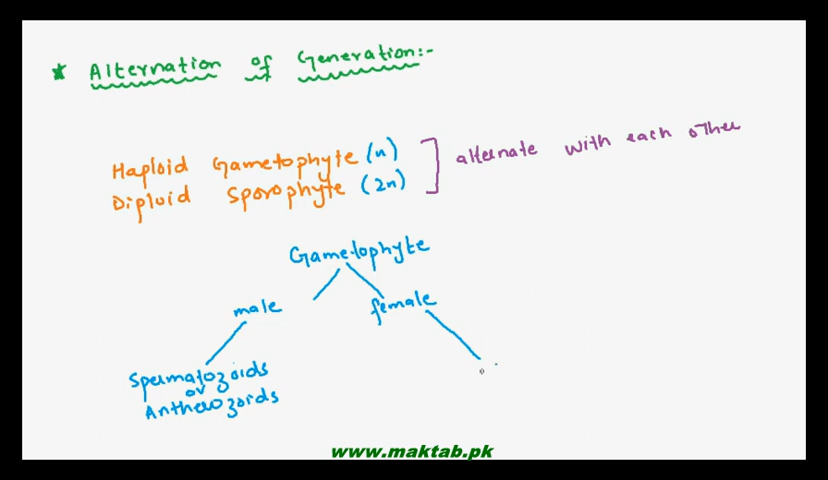 * Alternation of Generation:-
Haploid Gametophyte (n)
Diploid Sporophyte (2n)
alternate with each other
Gametophyte
male female
Spermatozoids
or
Antherozoids
www.maktab.pk